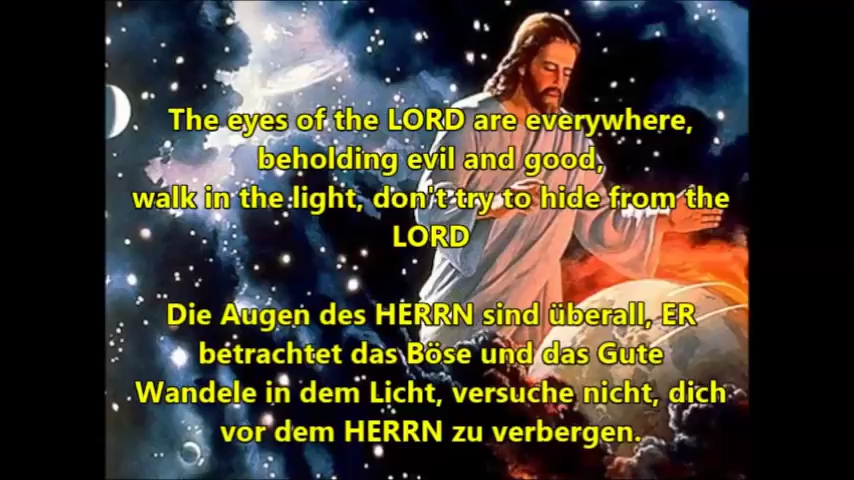 The eyes of the LORD are everywhere,
beholding evil and good,
walk in the light, don't try to hide from the
LORD
Die Augen des HERRN sind überall, ER
betrachtet das Böse und das Gute
Wandele in dem Licht, versuche nicht, dich
vor dem HERRN zu verbergen.